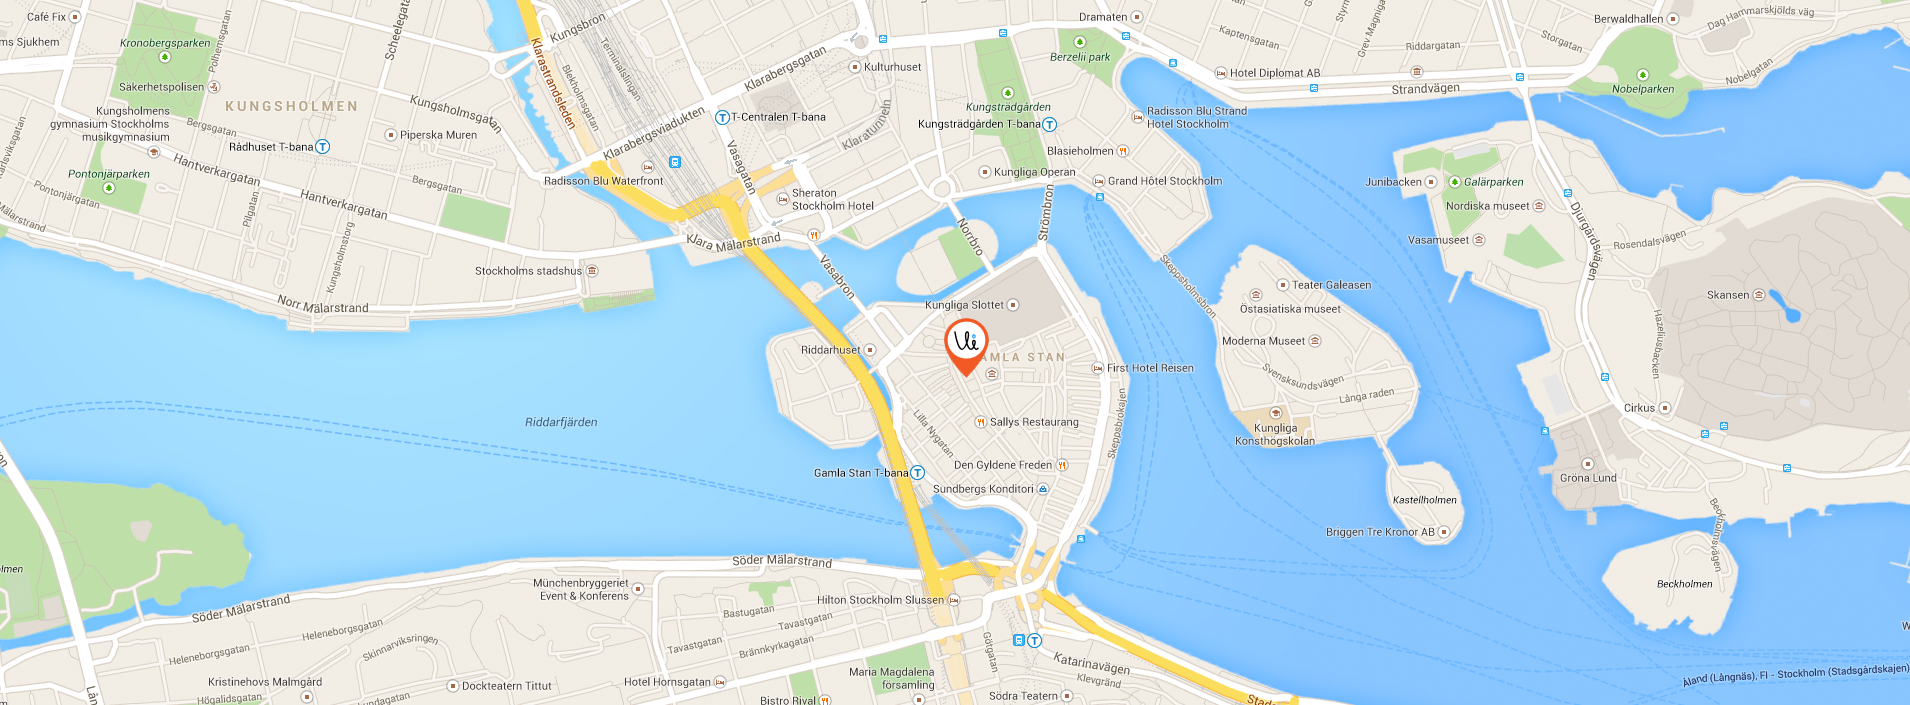 Café Fix
ms Sjukhem
Kronobergsparken
Polhemsgatan
Scheelegatan
Säkerhetspolisen
KUNGSHOLMEN
Kungsholmens
gymnasium Stockholms
musikgymnasium
Bergsgatan
Rådhuset T-bana
Piperska Muren
Kungsholmsgatan
Hantverkargatan
Pontonjärparken
Pontonjärgatan
Hantverkargatan
Bergsgatan
Pilgatan
Kungsholmstorg
Norr Mälarstrand
Stockholms stadshus
Klarastrandsleden
Kungsbron
Blekholmsgatan
Terminalslingan
Klarabergsviadukten
Klarabergsgatan
Radisson Blu Waterfront
T-Centralen T-bana
Vasagatan
Kulturhuset
Klaratunneln
Sheraton
Stockholm Hotel
Klara Mälarstrand
Vasabron
Norrbro
Strömbron
Kungsträdgården
Kungsträdgården T-bana
Berzelii park
Dramaten
Blasieholmen
Kungliga Operan
Grand Hôtel Stockholm
Radisson Blu Strand
Hotel Stockholm
Hotel Diplomat AB
Kaptensgatan
Grev Magnigatan
Riddargatan
Strandvägen
Storgatan
Berwaldhallen
Dag Hammarskjölds väg
Nobelgatan
Nobelparken
Junibacken
Galärparken
Nordiska museet
Vasamuseet
Djurgårdsvägen
Rosendalsvägen
Skansen
Hazeliusbacken
Cirkus
Gröna Lund
Beckholmsvägen
Beckholmen
Skeppsholmsbron
Teater Galeasen
Östasiatiska museet
Moderna Museet
Svensksundsvägen
Långa raden
Kungliga
Konsthögskolan
Kastellholmen
Briggen Tre Kronor AB
Kungliga Slottet
Riddarhuset
AMLA STAN
First Hotel Reisen
Sallys Restaurang
Lilla Nygatan
Skeppsbrokajen
Den Gyldene Freden
Gamla Stan T-bana
Sundbergs Konditori
Riddarfjärden
Söder Mälarstrand
Söder Mälarstrand
Münchenbryggeriet
Event & Konferens
Hilton Stockholm Slussen
Bastugatan
Tavastgatan
Tavastgatan
Brännkyrkagatan
Götgatan
Heleneborgsgatan
Heleneborgsgatan
Skinnarviksringen
Kristinehovs Malmgård
Högalidsgatan
Dockteatern Tittut
Hotel Hornsgatan
Maria Magdalena
församling
Bistro Rival
Södra Teatern
Katarinavägen
Klevgränd
Åland (Långnäs), FI - Stockholm (Stadsgårdskajen)